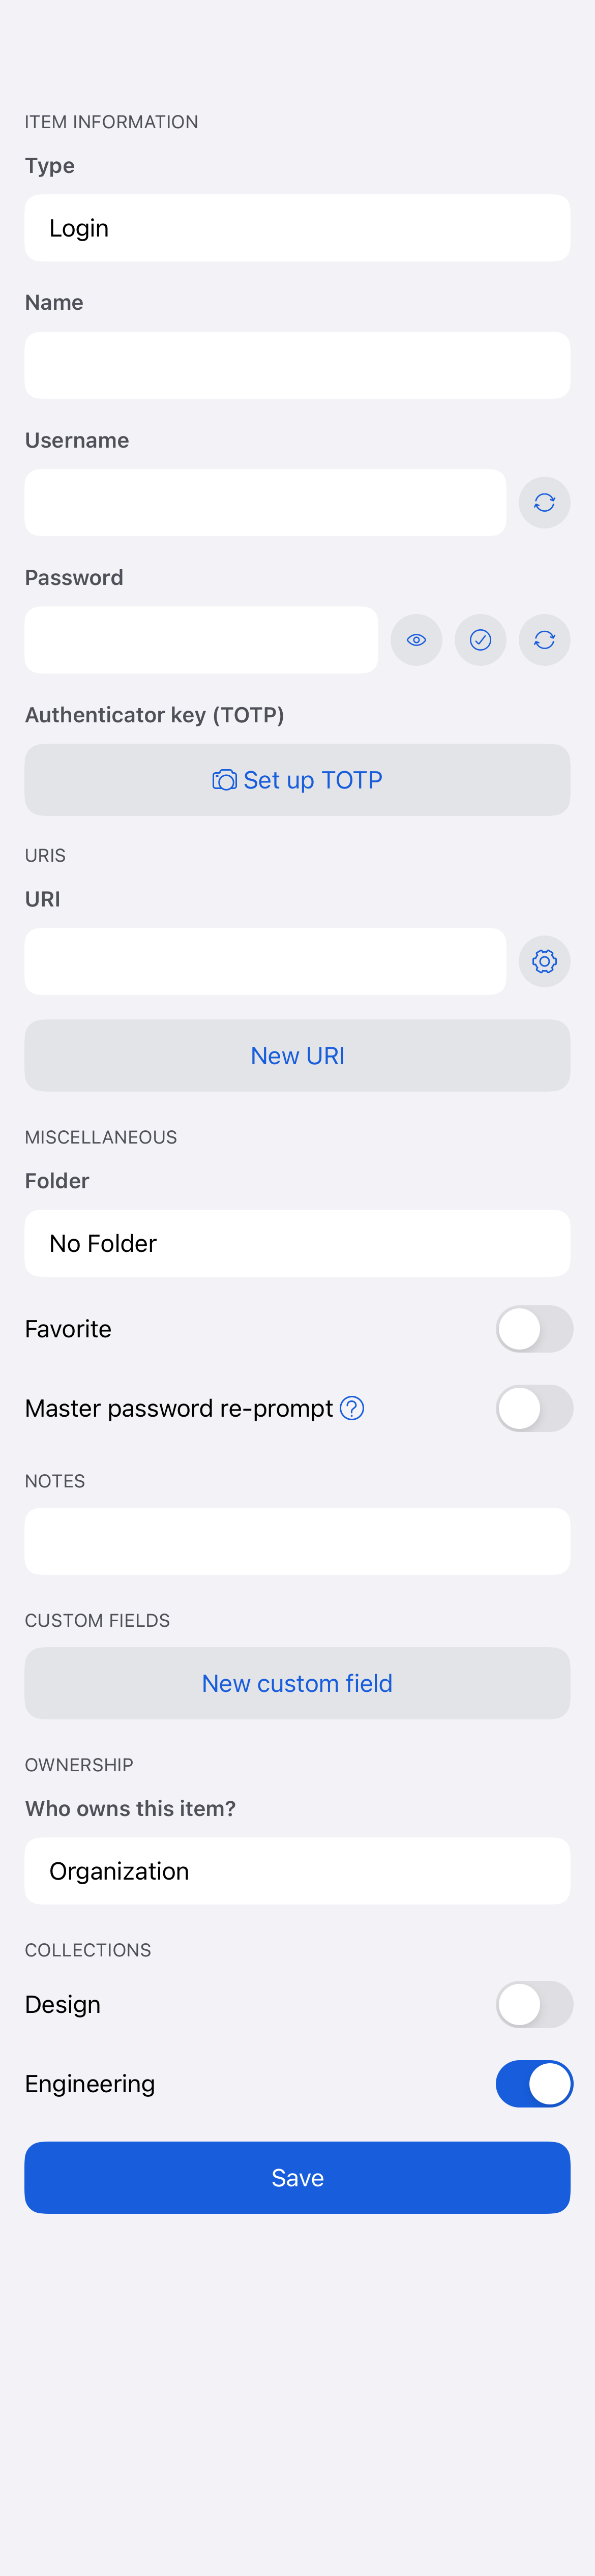 ITEM INFORMATION
Type
Login
Name
Username
Password
Authenticator key (TOTP)
Set up TOTP
URIS
URI
New URI
MISCELLANEOUS
Folder
No Folder
Favorite
Master password re-prompt
NOTES
CUSTOM FIELDS
New custom field
OWNERSHIP
Who owns this item?
Organization
COLLECTIONS
Design
Engineering
Save